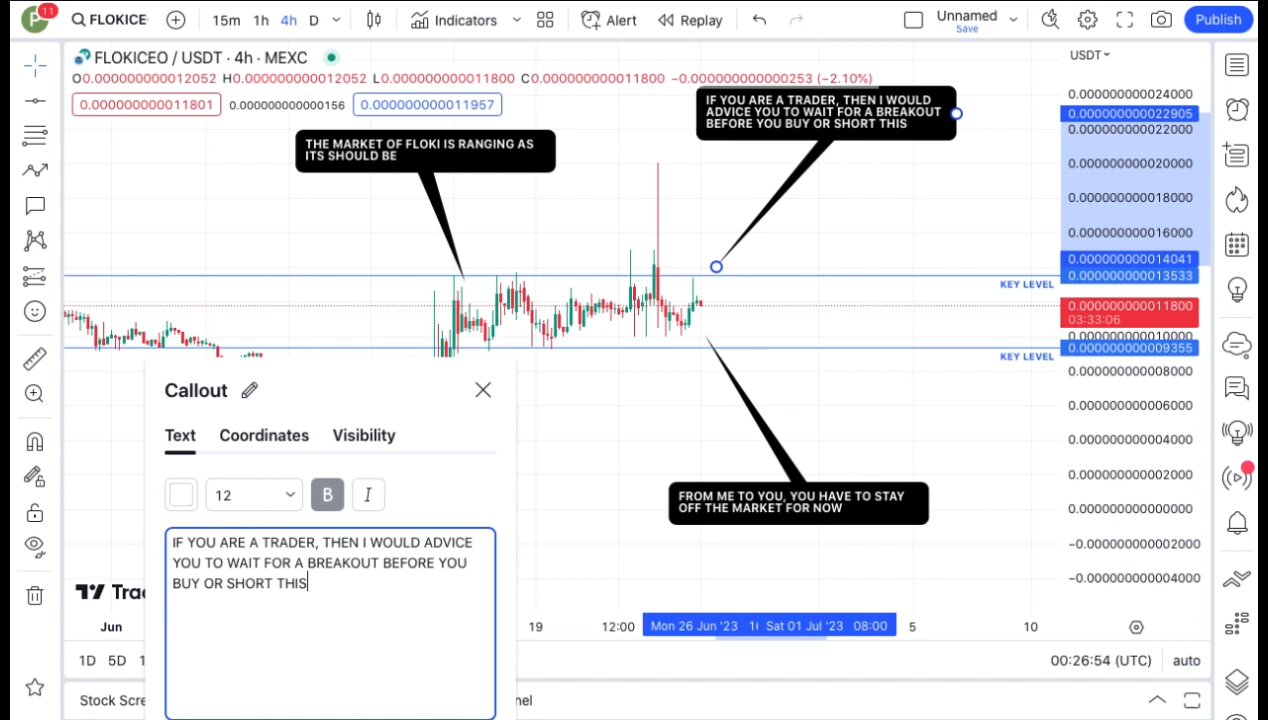 11
P
FLOKICE
15m 1h 4h D
Indicators
Alert
Replay
Unnamed
Save
Publish
FLOKICEO / USDT · 4h · MEXC
USDT
O0.000000000012052 H0.000000000012052 L0.000000000011800 C0.000000000011800 −0.000000000000253 (−2.10%)
0.000000000011801
0.000000000000156
0.000000000011957
IF YOU ARE A TRADER, THEN I WOULD
ADVICE YOU TO WAIT FOR A BREAKOUT
BEFORE YOU BUY OR SHORT THIS
THE MARKET OF FLOKI IS RANGING AS
ITS SHOULD BE
0.000000000024000
0.000000000022905
0.000000000022000
0.000000000020000
0.000000000018000
0.000000000016000
0.000000000014041
0.000000000013533
KEY LEVEL
0.000000000011800
03:33:06
0.000000000010000
0.000000000009355
KEY LEVEL
0.000000000008000
0.000000000006000
0.000000000004000
0.000000000002000
0.000000000000000
−0.000000000002000
−0.000000000004000
FROM ME TO YOU, YOU HAVE TO STAY
OFF THE MARKET FOR NOW
Callout
Text Coordinates Visibility
12
B I
IF YOU ARE A TRADER, THEN I WOULD ADVICE
YOU TO WAIT FOR A BREAKOUT BEFORE YOU
BUY OR SHORT THIS
Jun
19
12:00
Mon 26 Jun '23
Sat 01 Jul '23 08:00
5
10
1D 5D
00:26:54 (UTC)
auto